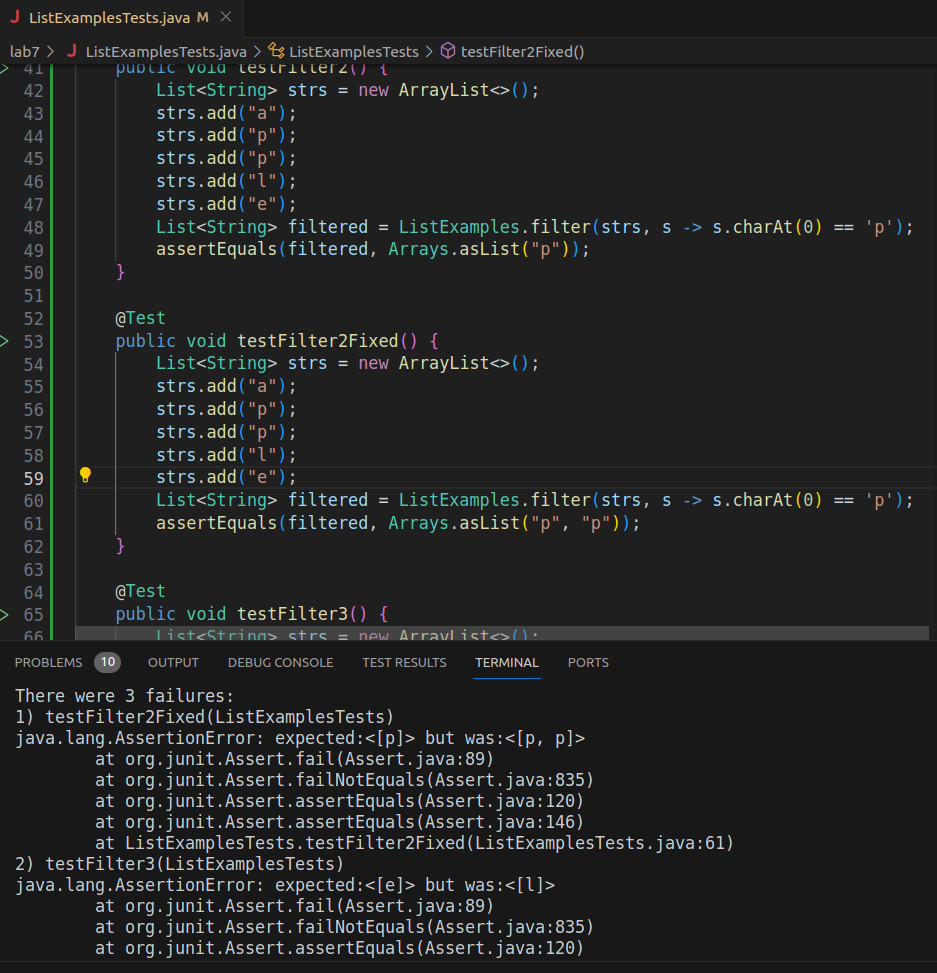 J ListExamplesTests.java M ×
lab7 > J ListExamplesTests.java > ListExamplesTests > testFilter2Fixed()
41 public void testFilter2() {
42 List<String> strs = new ArrayList<>();
43 strs.add("a");
44 strs.add("p");
45 strs.add("p");
46 strs.add("l");
47 strs.add("e");
48 List<String> filtered = ListExamples.filter(strs, s -> s.charAt(0) == 'p');
49 assertEquals(filtered, Arrays.asList("p"));
50 }
51
52 @Test
53 public void testFilter2Fixed() {
54 List<String> strs = new ArrayList<>();
55 strs.add("a");
56 strs.add("p");
57 strs.add("p");
58 strs.add("l");
59 strs.add("e");
60 List<String> filtered = ListExamples.filter(strs, s -> s.charAt(0) == 'p');
61 assertEquals(filtered, Arrays.asList("p", "p"));
62 }
63
64 @Test
65 public void testFilter3() {
66 List<String> strs = new ArrayList<>();
PROBLEMS 10 OUTPUT DEBUG CONSOLE TEST RESULTS TERMINAL PORTS
There were 3 failures:
1) testFilter2Fixed(ListExamplesTests)
java.lang.AssertionError: expected:<[p]> but was:<[p, p]>
at org.junit.Assert.fail(Assert.java:89)
at org.junit.Assert.failNotEquals(Assert.java:835)
at org.junit.Assert.assertEquals(Assert.java:120)
at org.junit.Assert.assertEquals(Assert.java:146)
at ListExamplesTests.testFilter2Fixed(ListExamplesTests.java:61)
2) testFilter3(ListExamplesTests)
java.lang.AssertionError: expected:<[e]> but was:<[l]>
at org.junit.Assert.fail(Assert.java:89)
at org.junit.Assert.failNotEquals(Assert.java:835)
at org.junit.Assert.assertEquals(Assert.java:120)